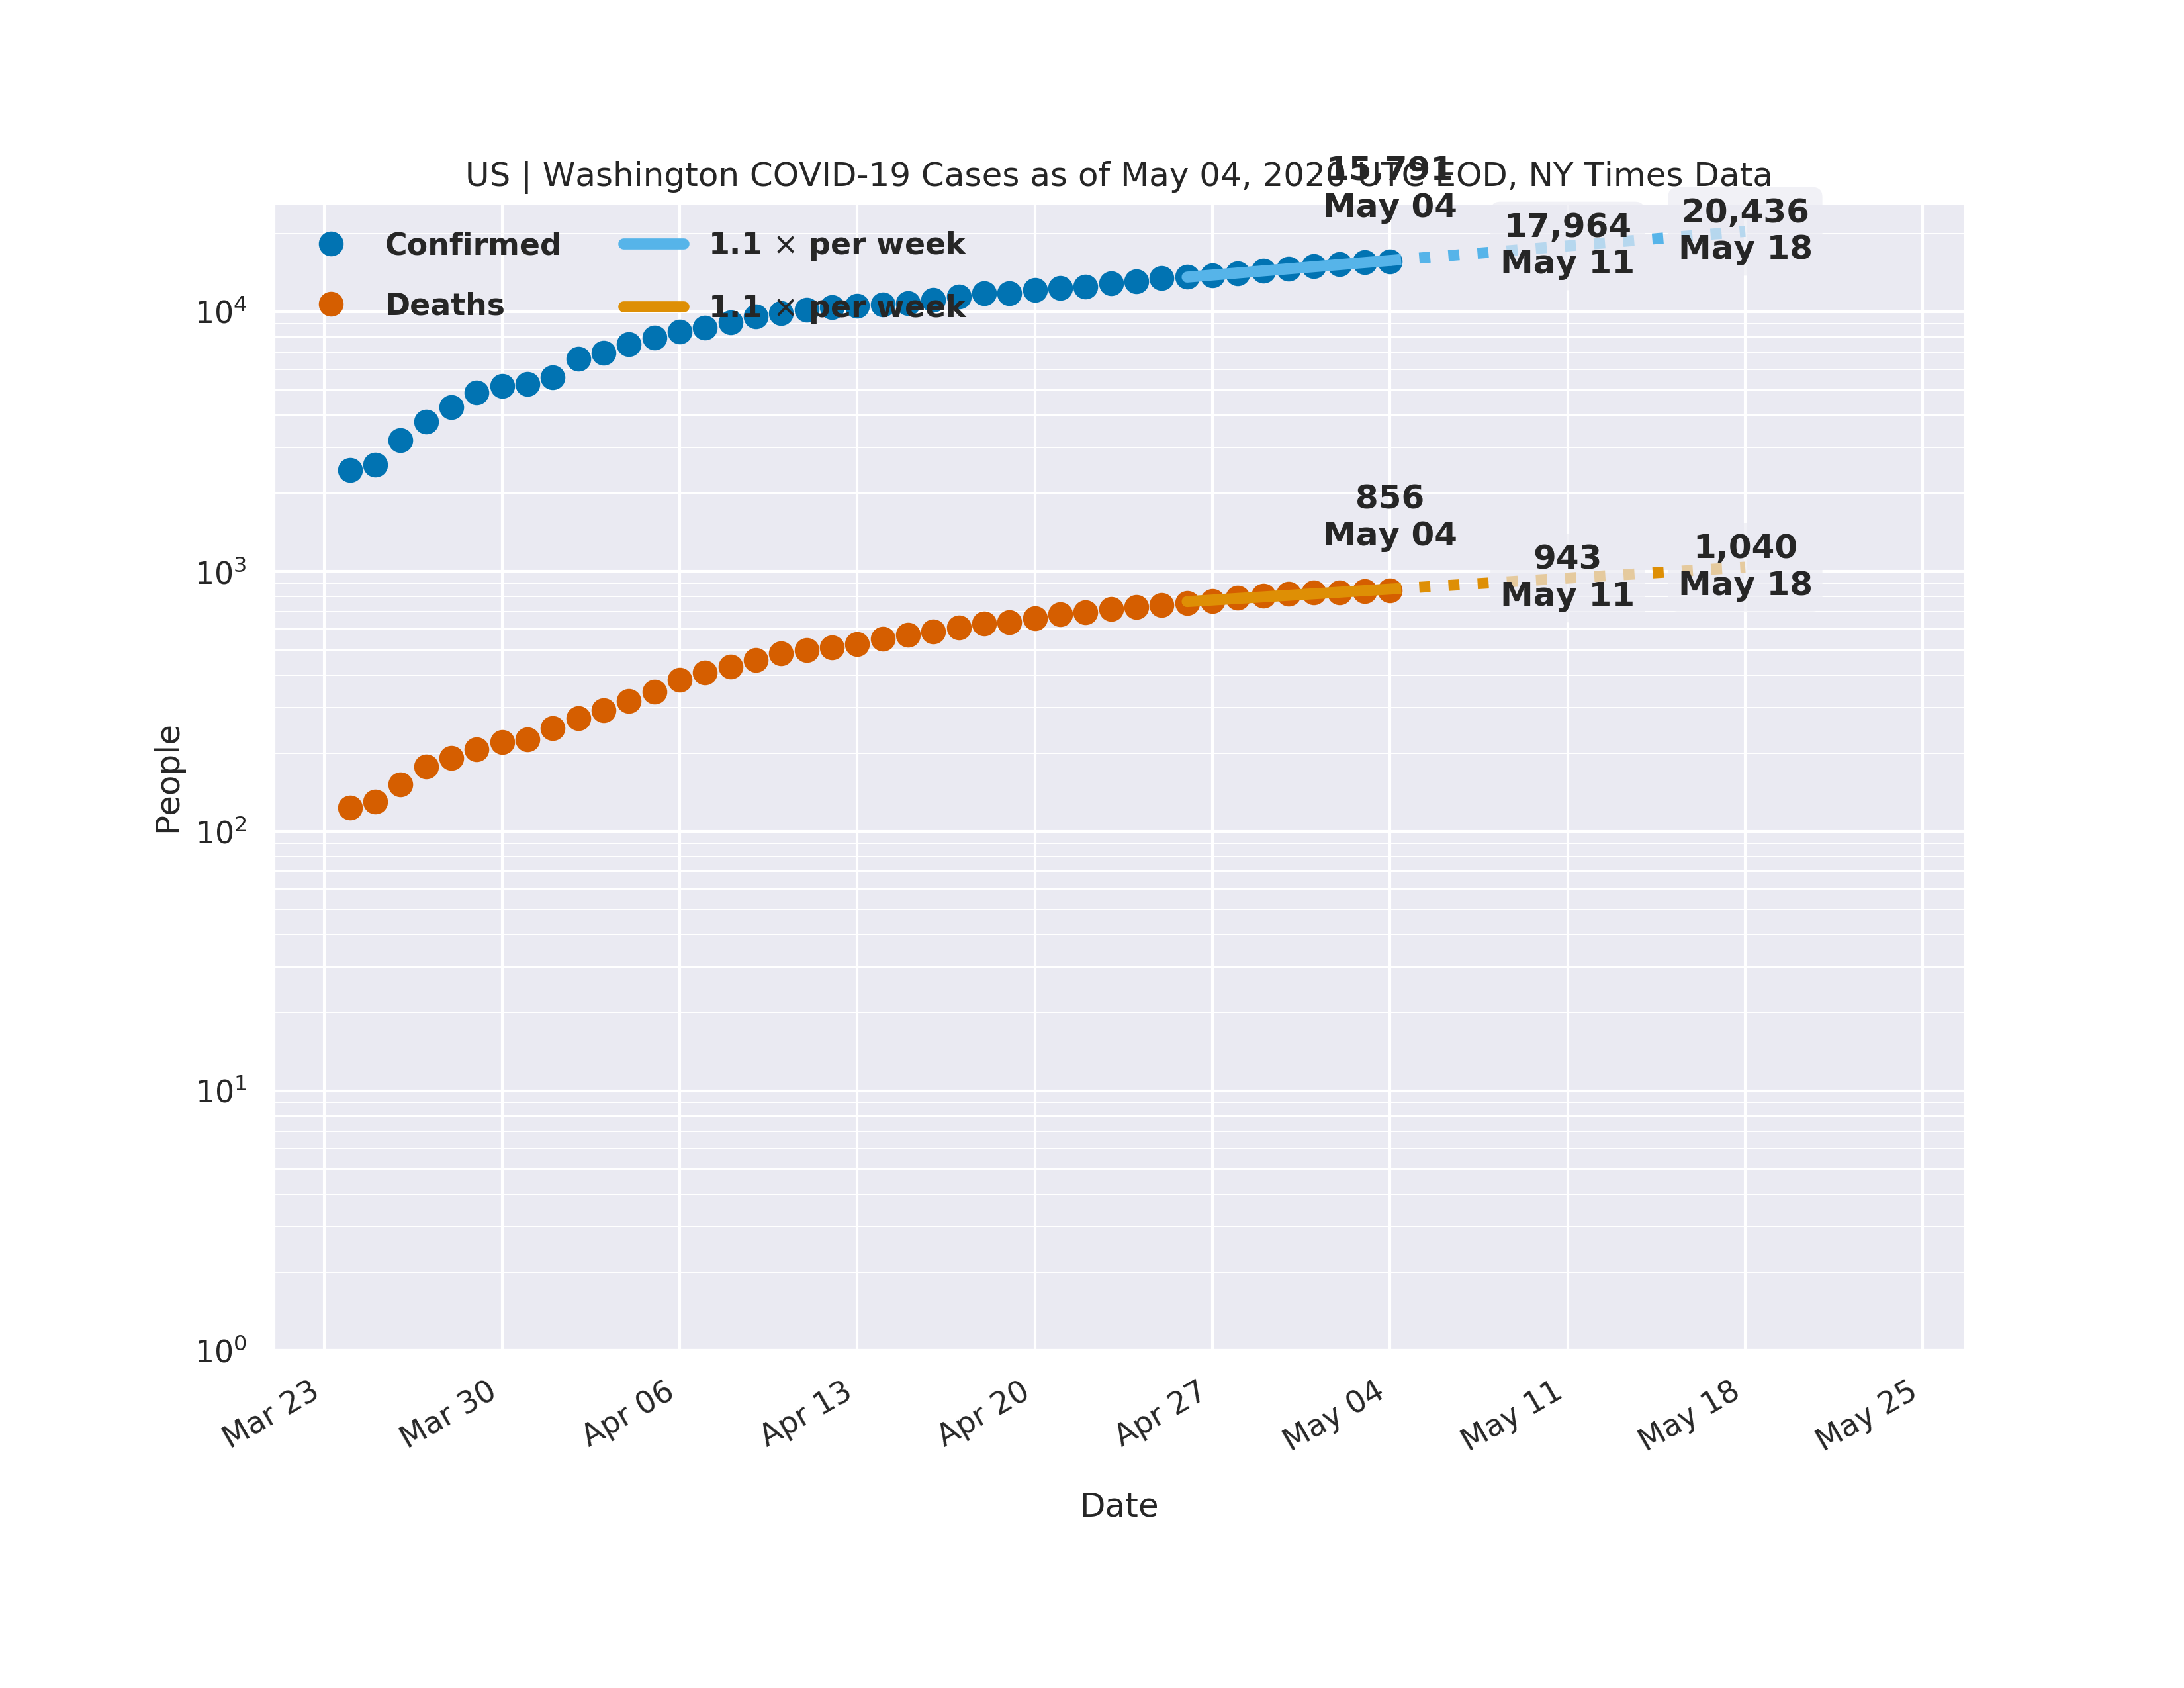 US | Washington COVID-19 Cases as of May 04, 2020 UTC EOD, NY Times Data
15,791
May 04
17,964
May 11
20,436
May 18
Confirmed
1.1 × per week
Deaths
1.1 × per week
856
May 04
943
May 11
1,040
May 18
People
10⁴
10³
10²
10¹
10⁰
Mar 23
Mar 30
Apr 06
Apr 13
Apr 20
Apr 27
May 04
May 11
May 18
May 25
Date